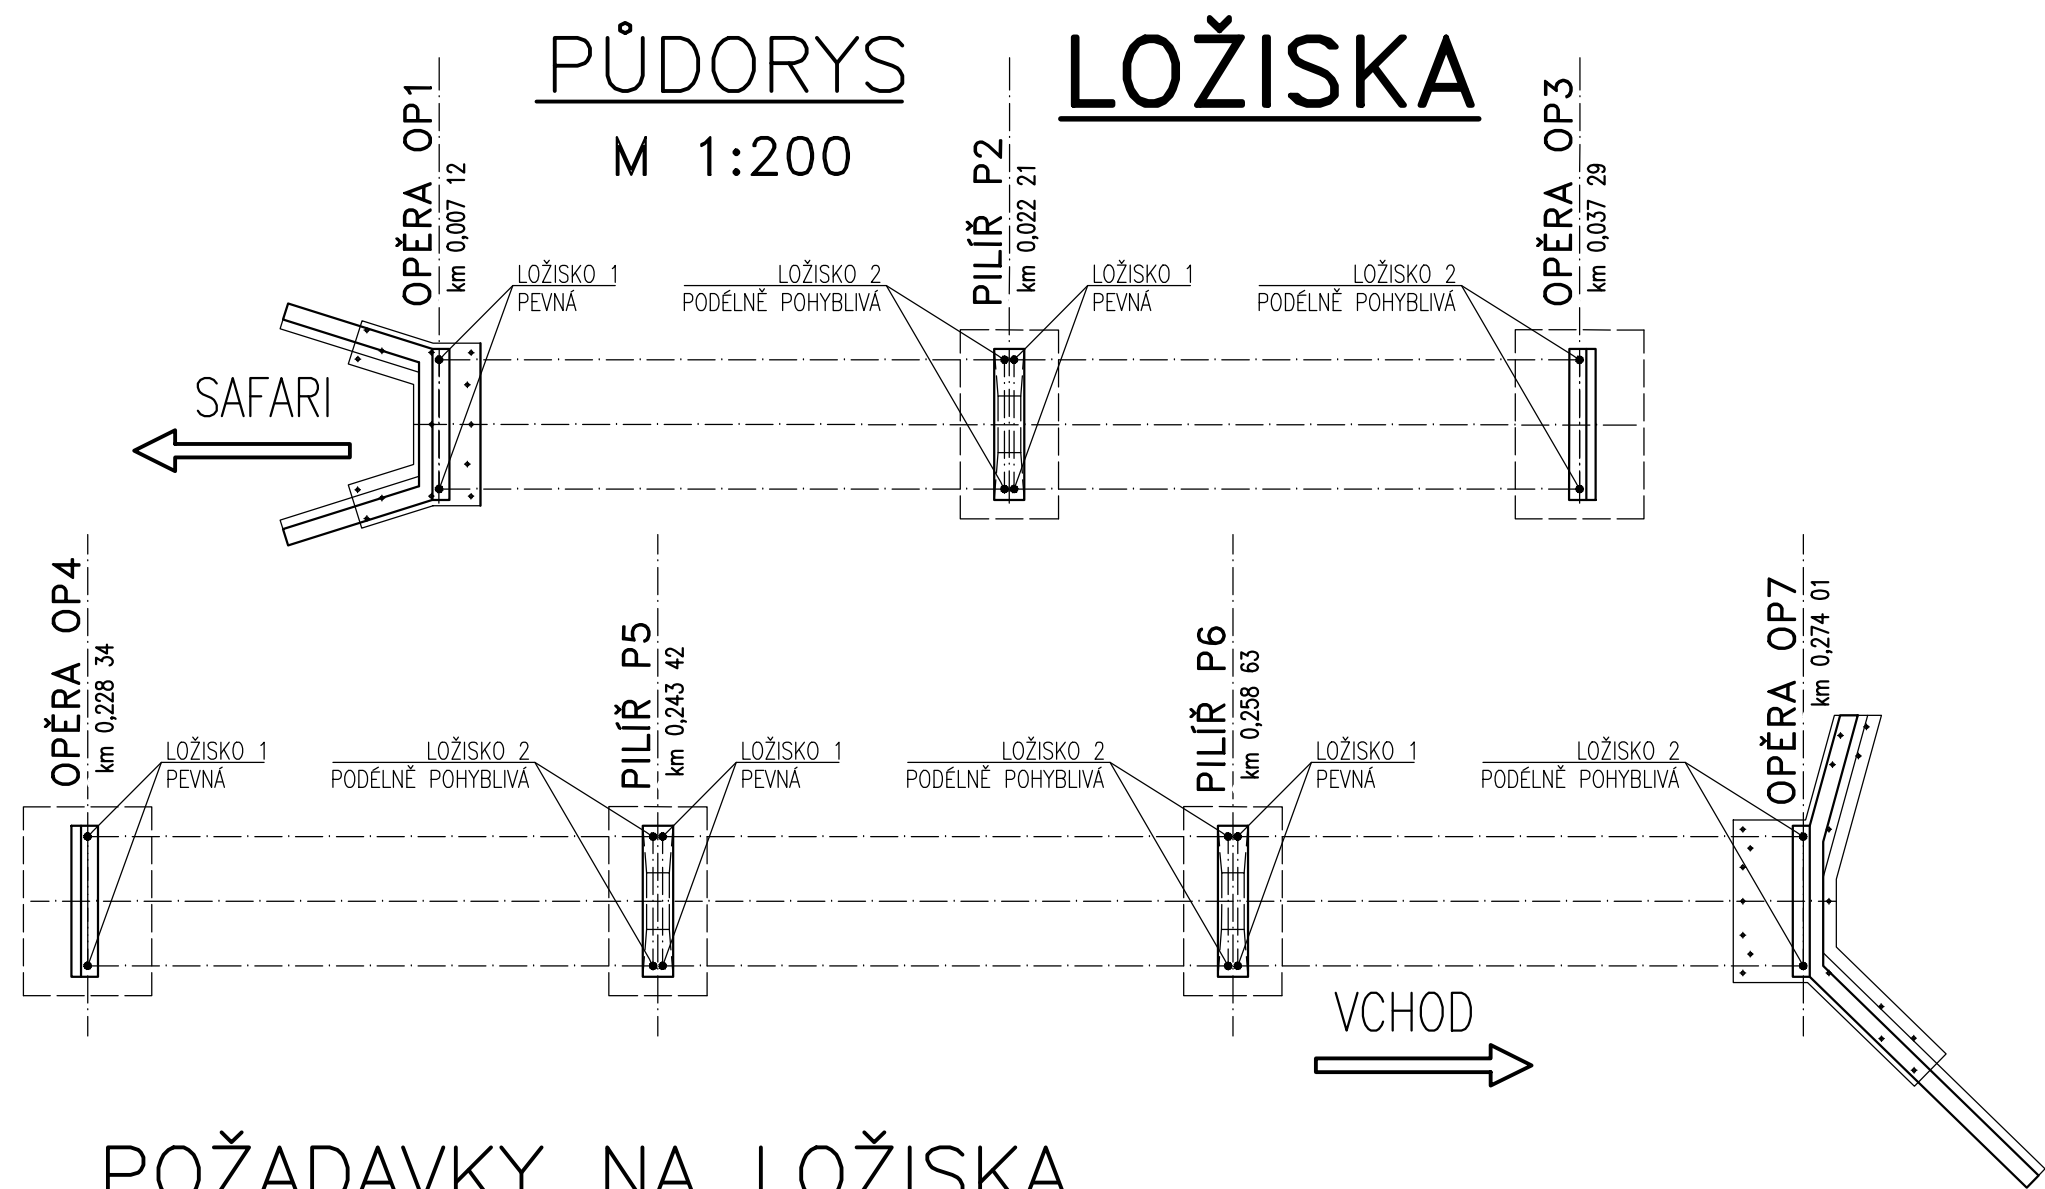 PŮDORYS
LOŽISKA
M 1:200
OPĚRA OP1
km 0,007 12
PILÍŘ P2
km 0,022 21
OPĚRA OP3
km 0,037 29
LOŽISKO 1
PEVNÁ
LOŽISKO 2
PODÉLNĚ POHYBLIVÁ
LOŽISKO 1
PEVNÁ
LOŽISKO 2
PODÉLNĚ POHYBLIVÁ
SAFARI
OPĚRA OP4
km 0,228 34
PILÍŘ P5
km 0,243 42
PILÍŘ P6
km 0,258 63
OPĚRA OP7
km 0,274 01
LOŽISKO 1
PEVNÁ
LOŽISKO 2
PODÉLNĚ POHYBLIVÁ
LOŽISKO 1
PEVNÁ
LOŽISKO 2
PODÉLNĚ POHYBLIVÁ
LOŽISKO 1
PEVNÁ
LOŽISKO 2
PODÉLNĚ POHYBLIVÁ
VCHOD
POŽADAVKY NA LOŽISKA